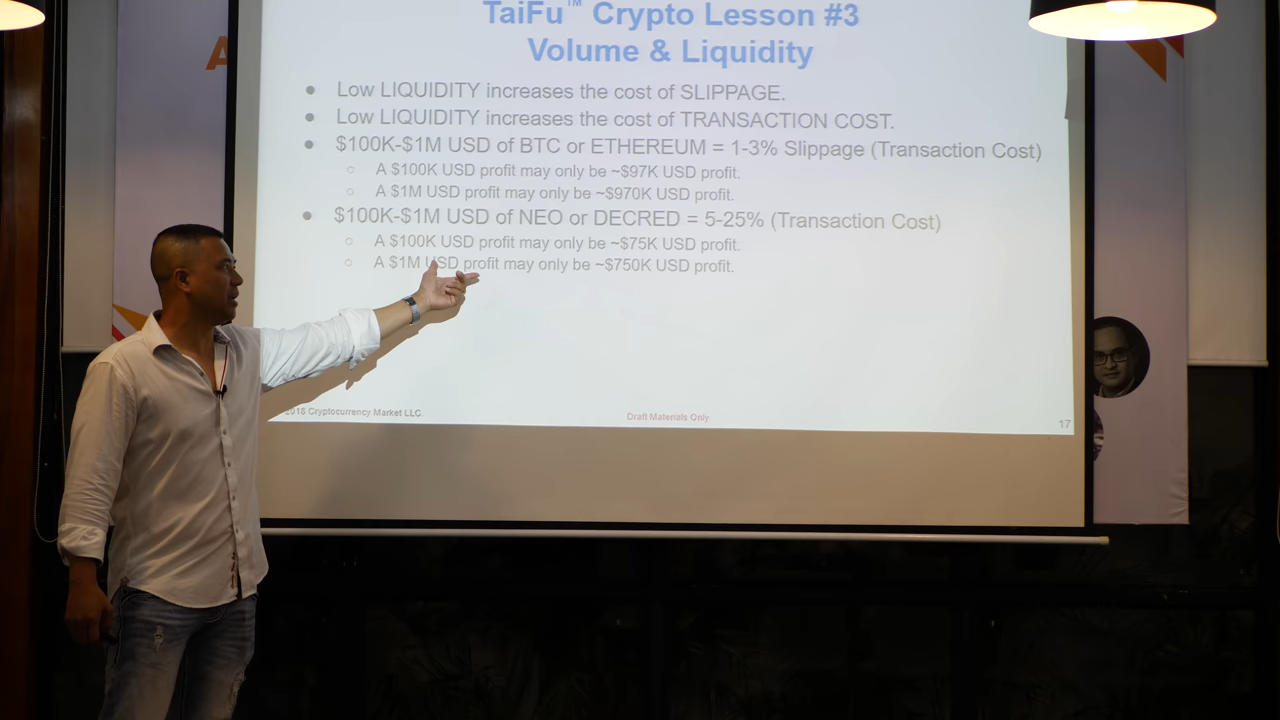 TaiFu™ Crypto Lesson #3
Volume & Liquidity
● Low LIQUIDITY increases the cost of SLIPPAGE.
● Low LIQUIDITY increases the cost of TRANSACTION COST.
● $100K-$1M USD of BTC or ETHEREUM = 1-3% Slippage (Transaction Cost)
○ A $100K USD profit may only be ~$97K USD profit.
○ A $1M USD profit may only be ~$970K USD profit.
● $100K-$1M USD of NEO or DECRED = 5-25% (Transaction Cost)
○ A $100K USD profit may only be ~$75K USD profit.
○ A $1M USD profit may only be ~$750K USD profit.
2018 Cryptocurrency Market LLC.
Draft Materials Only
17
A